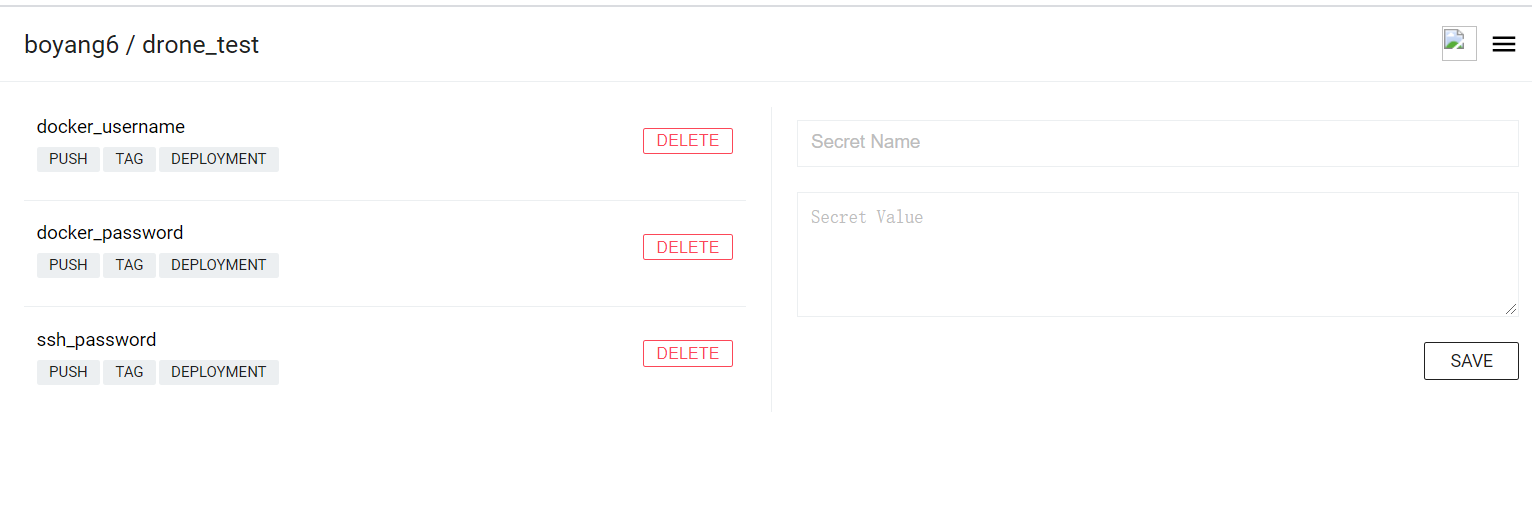 boyang6 / drone_test
docker_username
DELETE
PUSH TAG DEPLOYMENT
docker_password
DELETE
PUSH TAG DEPLOYMENT
ssh_password
DELETE
PUSH TAG DEPLOYMENT
Secret Name
Secret Value
SAVE